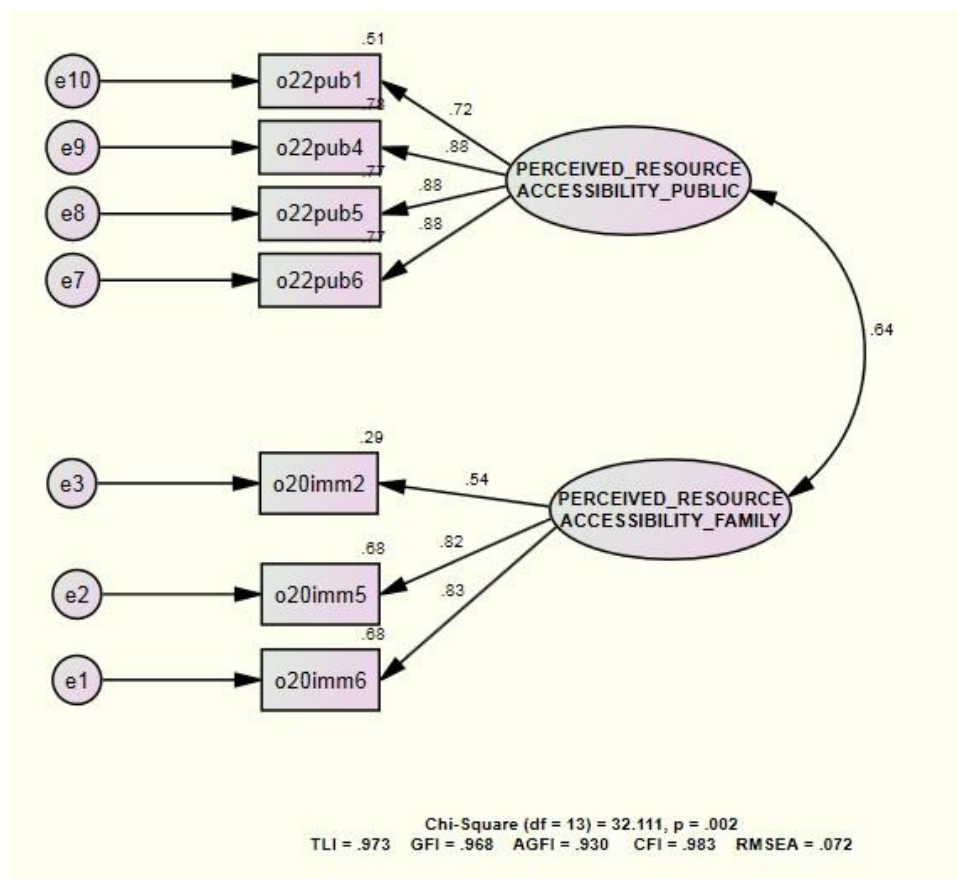 .51
e10 o22pub1
.72
.78
e9 o22pub4
.88
PERCEIVED_RESOURCE
ACCESSIBILITY_PUBLIC
.77
e8 o22pub5
.88
.77
.88
e7 o22pub6
.64
.29
e3 o20imm2
.54
PERCEIVED_RESOURCE
ACCESSIBILITY_FAMILY
.68
.82
e2 o20imm5
.83
.68
e1 o20imm6
Chi-Square (df = 13) = 32.111, p = .002
TLI = .973 GFI = .968 AGFI = .930 CFI = .983 RMSEA = .072